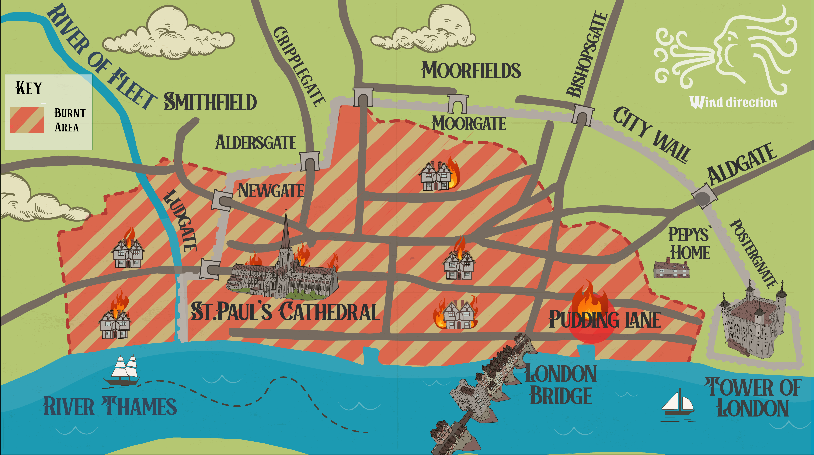 RIVER OF FLEET
CRIPPLEGATE
BISHOPSGATE
Wind direction
MOORFIELDS
KEY
BURNT
AREA
SMITHFIELD
MOORGATE
CITY WALL
ALDERSGATE
ALDGATE
NEWGATE
LUDGATE
PEPYS'
HOME
POSTERNGATE
ST.PAUL'S CATHEDRAL
PUDDING LANE
LONDON
BRIDGE
RIVER THAMES
TOWER OF
LONDON